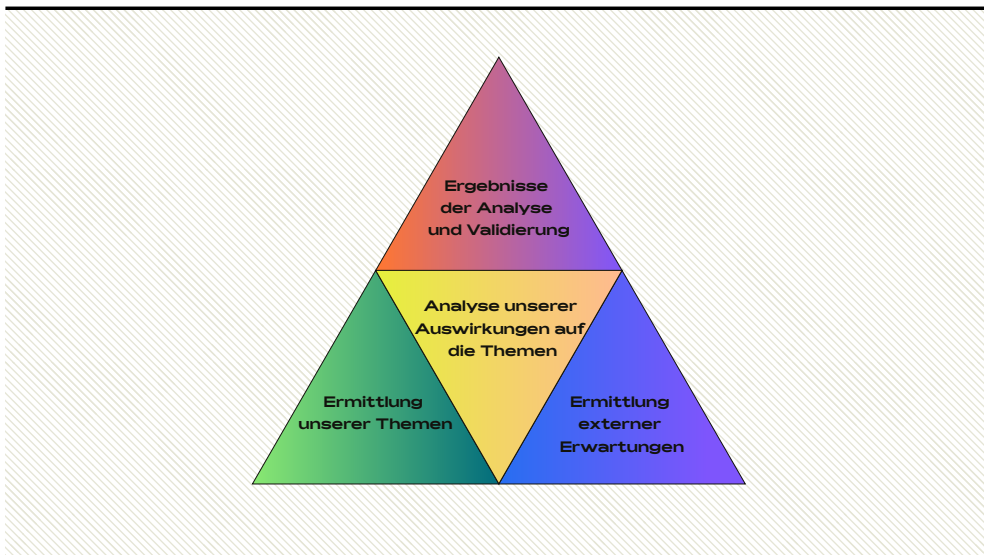 Ergebnisse
der Analyse
und Validierung
Analyse unserer
Auswirkungen auf
die Themen
Ermittlung
unserer Themen
Ermittlung
externer
Erwartungen